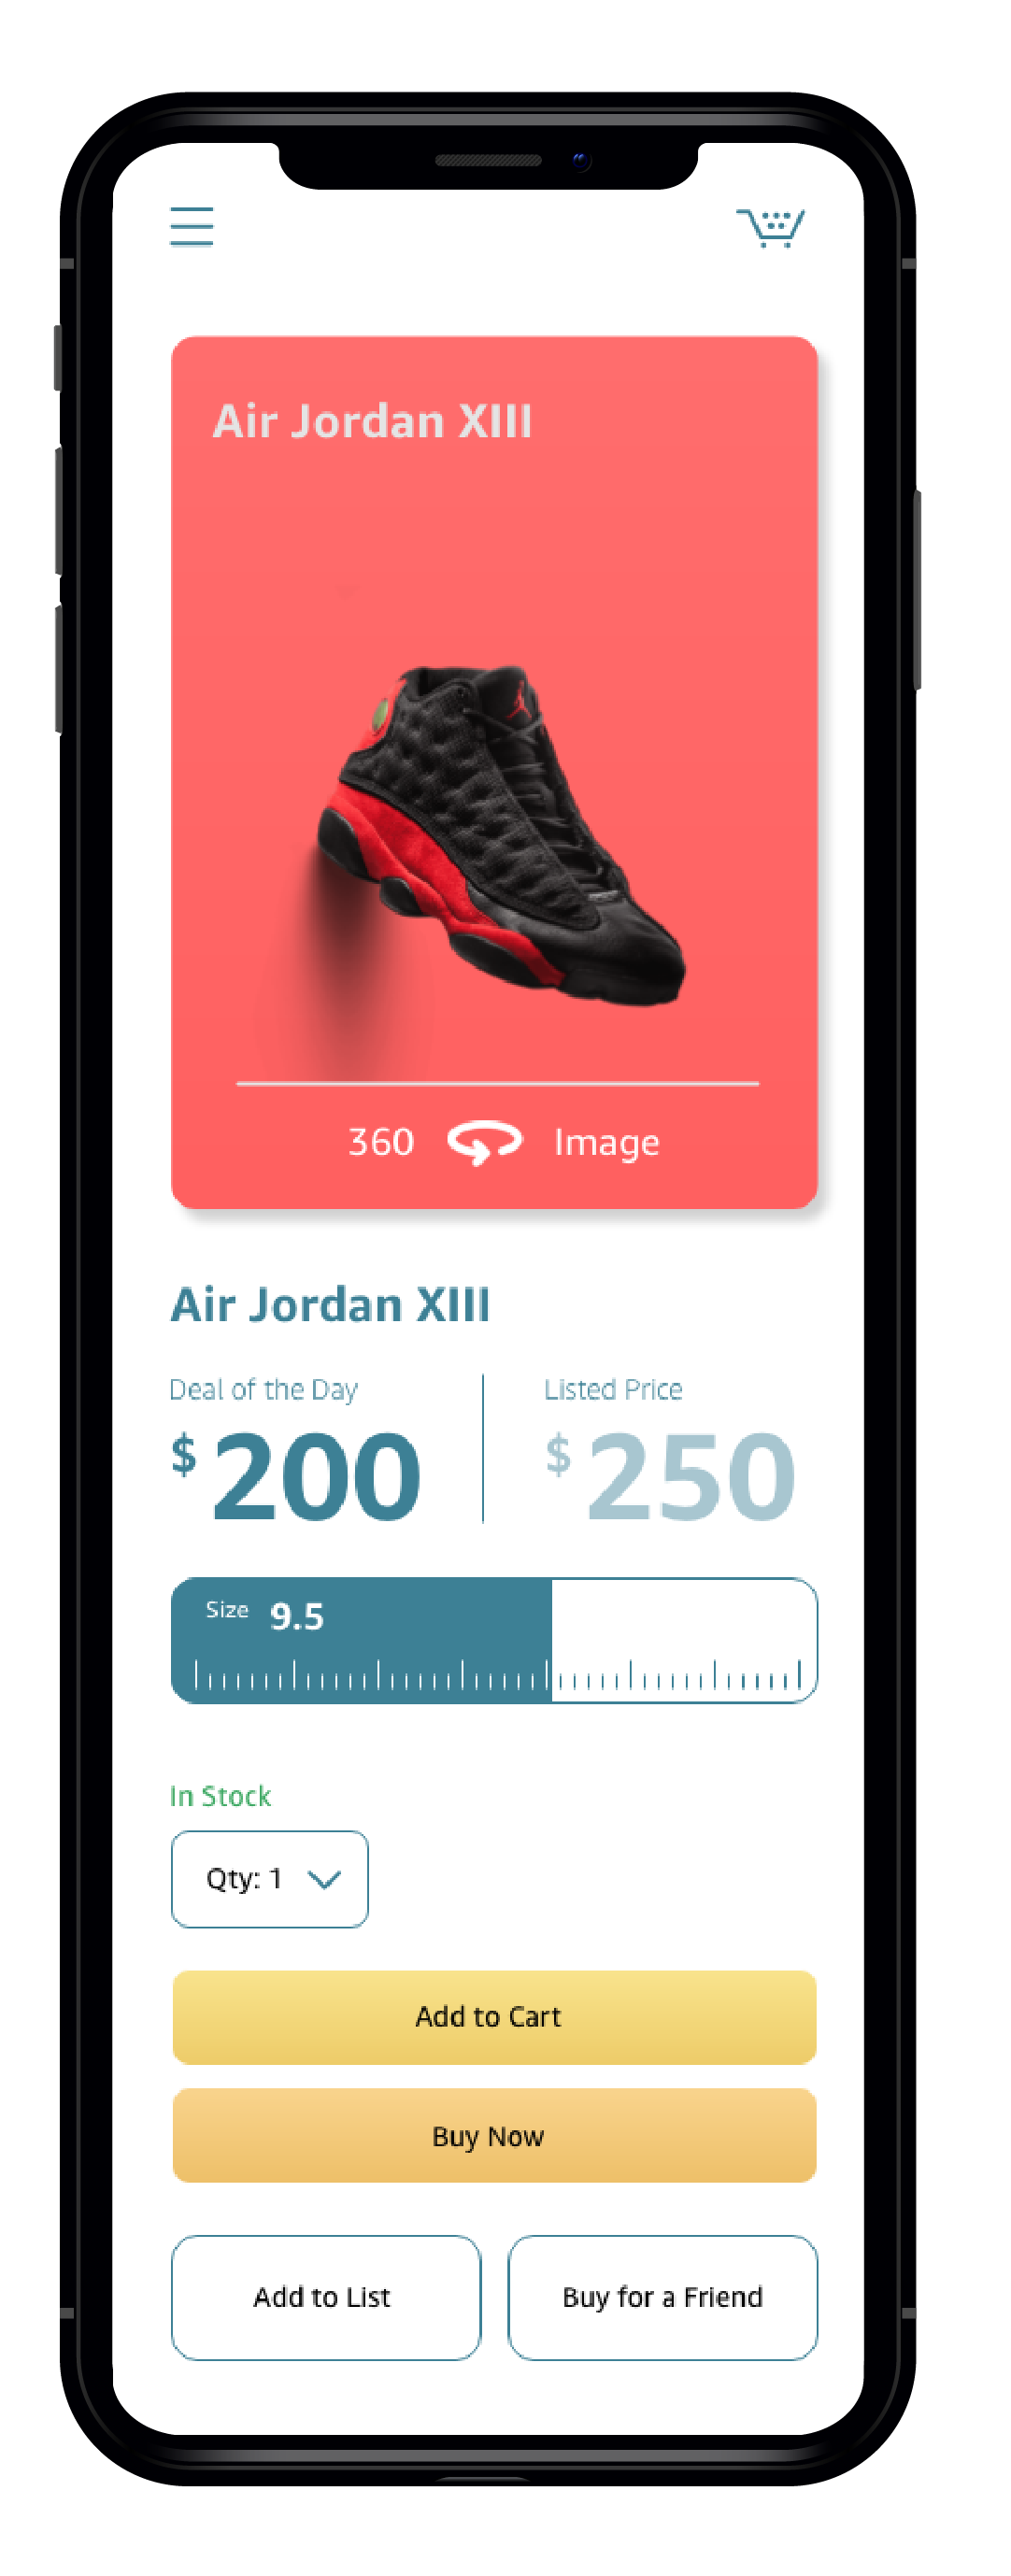 Air Jordan XIII
360 Image
Air Jordan XIII
Deal of the Day Listed Price
$ 200 $ 250
Size 9.5
In Stock
Qty: 1
Add to Cart
Buy Now
Add to List Buy for a Friend